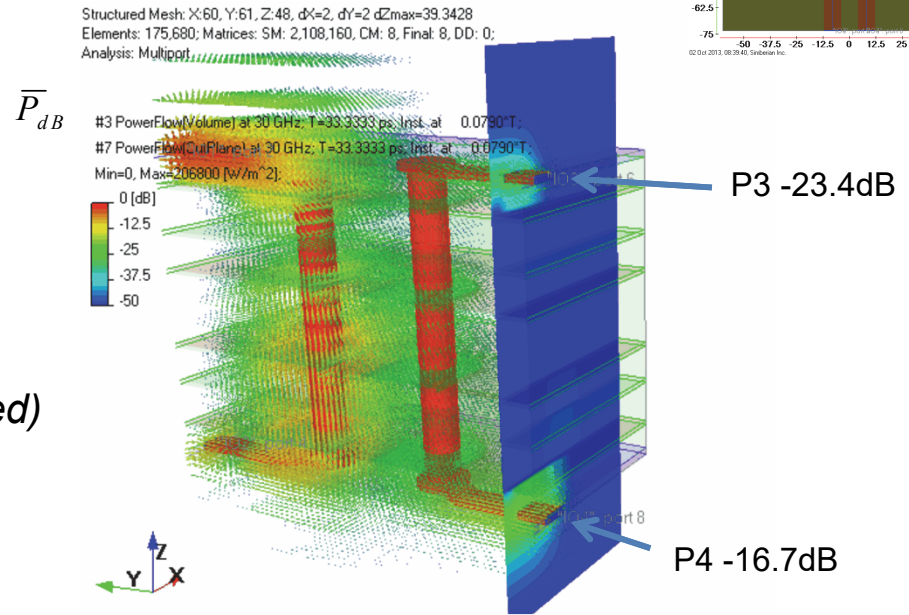 Structured Mesh: X:60, Y:61, Z:48, dX=2, dY=2 dZmax=39.3428
Elements: 175,680; Matrices: SM: 2,108,160, CM: 8, Final: 8, DD: 0;
Analysis: Multiport
-62.5
-75
-50 -37.5 -25 -12.5 0 12.5 25
02 Oct 2013, 08:39:40, Simberian Inc.
P dB
#3 PowerFlow(Volume) at 30 GHz; T=33.3333 ps, Inst. at 0.0790*T;
#7 PowerFlow(CutPlane) at 30 GHz; T=33.3333 ps, Inst. at 0.0790*T;
Min=0, Max=206800 [W/m^2];
0 [dB]
-12.5
-25
-37.5
-50
P3 -23.4dB
ed)
port 8
P4 -16.7dB
Z
Y
X